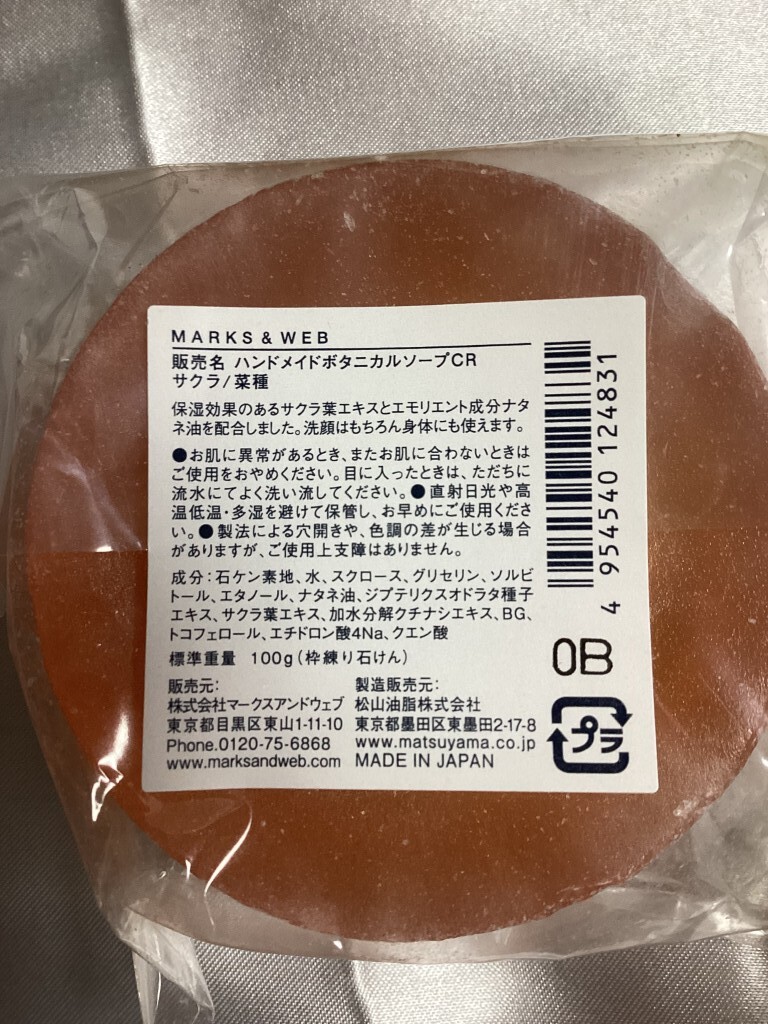 MARKS & WEB
販売名 ハンドメイドボタニカルソープCR
サクラ/菜種
保湿効果のあるサクラ葉エキスとエモリエント成分ナタ
ネ油を配合しました。洗顔はもちろん身体にも使えます。
●お肌に異常があるとき、またお肌に合わないときは
ご使用をおやめください。目に入ったときは、ただちに
流水にてよく洗い流してください。●直射日光や高
温低温・多湿を避けて保管し、お早めにご使用くださ
い。●製法による穴開きや、色調の差が生じる場合
がありますが、ご使用上支障はありません。
成分：石ケン素地、水、スクロース、グリセリン、ソルビ
トール、エタノール、ナタネ油、ジプテリクスオドラタ種子
エキス、サクラ葉エキス、加水分解クチナシエキス、BG、
トコフェロール、エチドロン酸4Na、クエン酸
標準重量 100g(枠練り石けん)
販売元：
株式会社マークスアンドウェブ
東京都目黒区東山1-11-10
Phone.0120-75-6868
www.marksandweb.com
製造販売元：
松山油脂株式会社
東京都墨田区東墨田2-17-8
www.matsuyama.co.jp
MADE IN JAPAN
4 954540 124831
0B
プラ